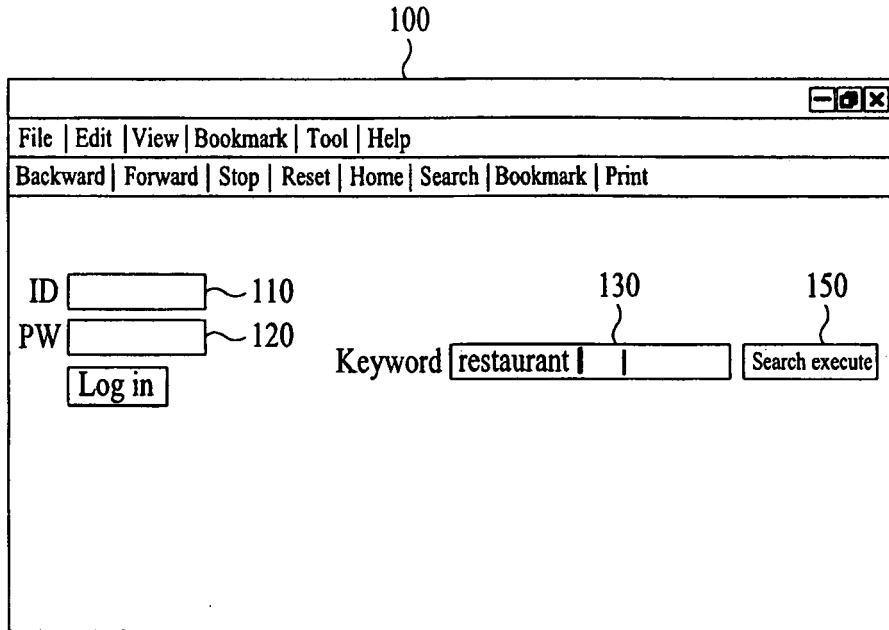 100
File | Edit | View | Bookmark | Tool | Help
Backward | Forward | Stop | Reset | Home | Search | Bookmark | Print
ID 110 130 150
PW 120
Keyword restaurant Search execute
Log in